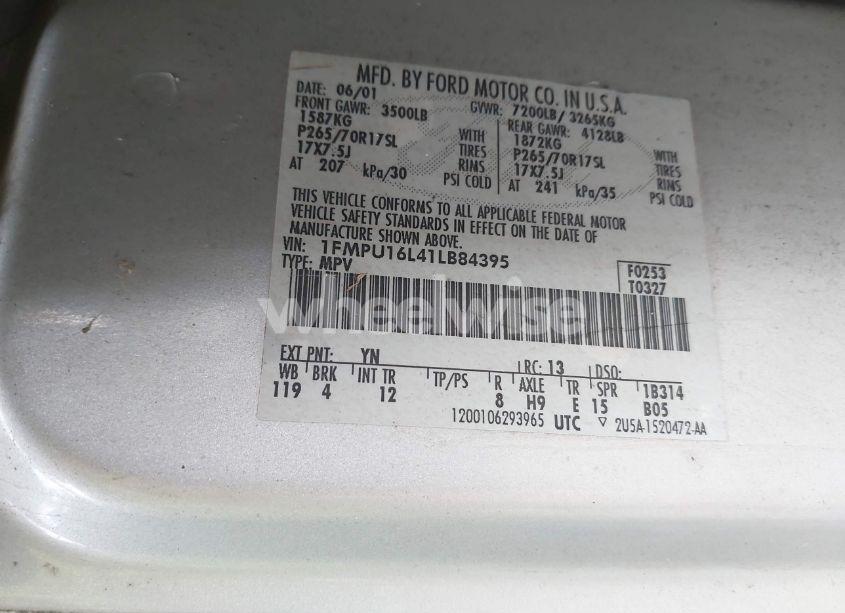 MFD. BY FORD MOTOR CO. IN U.S.A.
DATE: 06/01 GVWR: 7200LB/ 3265KG
FRONT GAWR: 3500LB REAR GAWR: 4128LB
1587KG WITH 1872KG WITH
P265/70R17SL TIRES P265/70R17SL TIRES
17X7.5J RINS 17X7.5J RINS
AT 207 kPa/30 PSI COLD AT 241 kPa/35 PSI COLD
THIS VEHICLE CONFORMS TO ALL APPLICABLE FEDERAL MOTOR
VEHICLE SAFETY STANDARDS IN EFFECT ON THE DATE OF
MANUFACTURE SHOWN ABOVE.
VIN: 1FMPU16L41LB84395
TYPE: MPV
F0253
T0327
wheelwise
EXT PNT: YN RC: 13 DSO:
WB BRK INT TR TP/PS R AXLE TR SPR 1B314
119 4 12 8 H9 E 15 B05
1200106293965 UTC ▽ 2U5A-1520472-AA